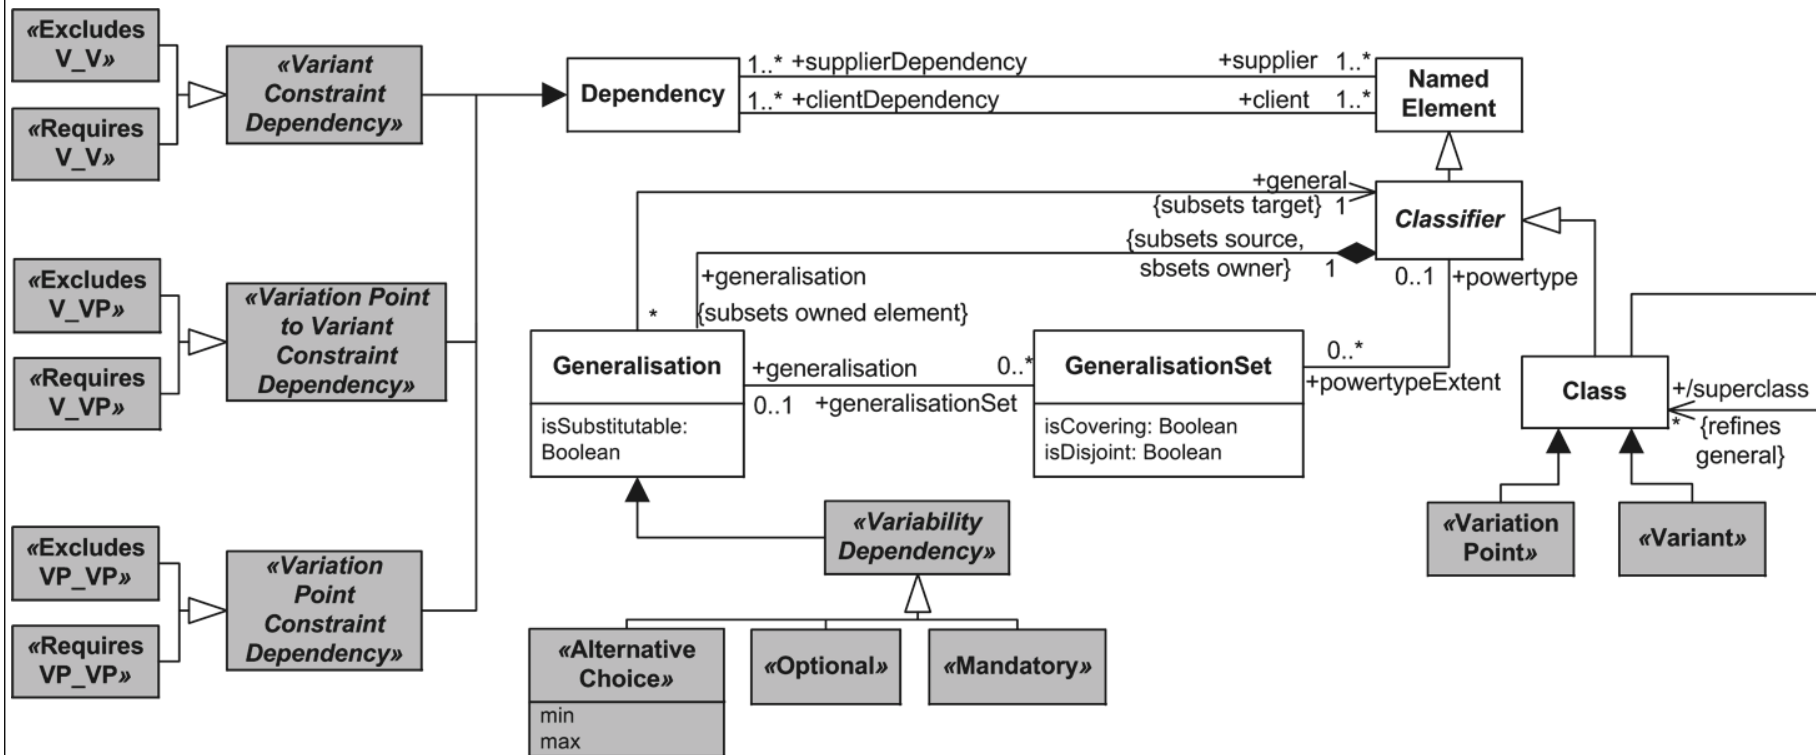 «Excludes
V_V»
«Requires
V_V»
«Variant
Constraint
Dependency»
Dependency
1..* +supplierDependency
+supplier 1..*
1..* +clientDependency
+client 1..*
Named
Element
+general
{subsets target} 1
Classifier
{subsets source,
sbsets owner} 1
0..1 +powertype
+generalisation
* {subsets owned element}
«Excludes
V_VP»
«Requires
V_VP»
«Variation Point
to Variant
Constraint
Dependency»
Generalisation
isSubstitutable:
Boolean
+generalisation 0..*
0..1 +generalisationSet
GeneralisationSet
isCovering: Boolean
isDisjoint: Boolean
0..*
+powertypeExtent
Class
+/superclass
* {refines
general}
«Variation
Point»
«Variant»
«Excludes
VP_VP»
«Requires
VP_VP»
«Variation
Point
Constraint
Dependency»
«Variability
Dependency»
«Alternative
Choice»
min
max
«Optional»
«Mandatory»